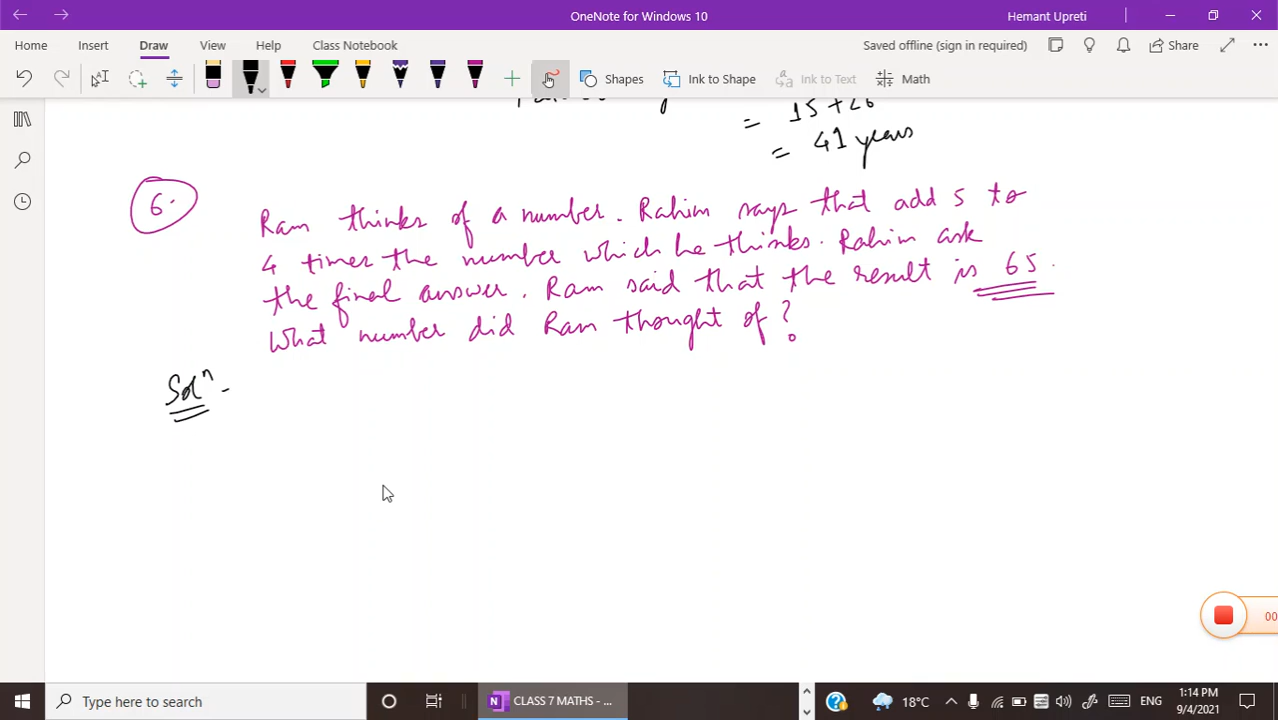 OneNote for Windows 10
Hemant Upreti
Home Insert Draw View Help Class Notebook
Saved offline (sign in required) Share
Shapes Ink to Shape Ink to Text Math
= 15 + 26
= 41 years
6.
Ram thinks of a number. Rahim says that add 5 to
4 times the number which he thinks. Rahim ask
the final answer. Ram said that the result is 65.
What number did Ram thought of?
Solⁿ -
00
Type here to search
CLASS 7 MATHS - ...
18°C
ENG
1:14 PM
9/4/2021